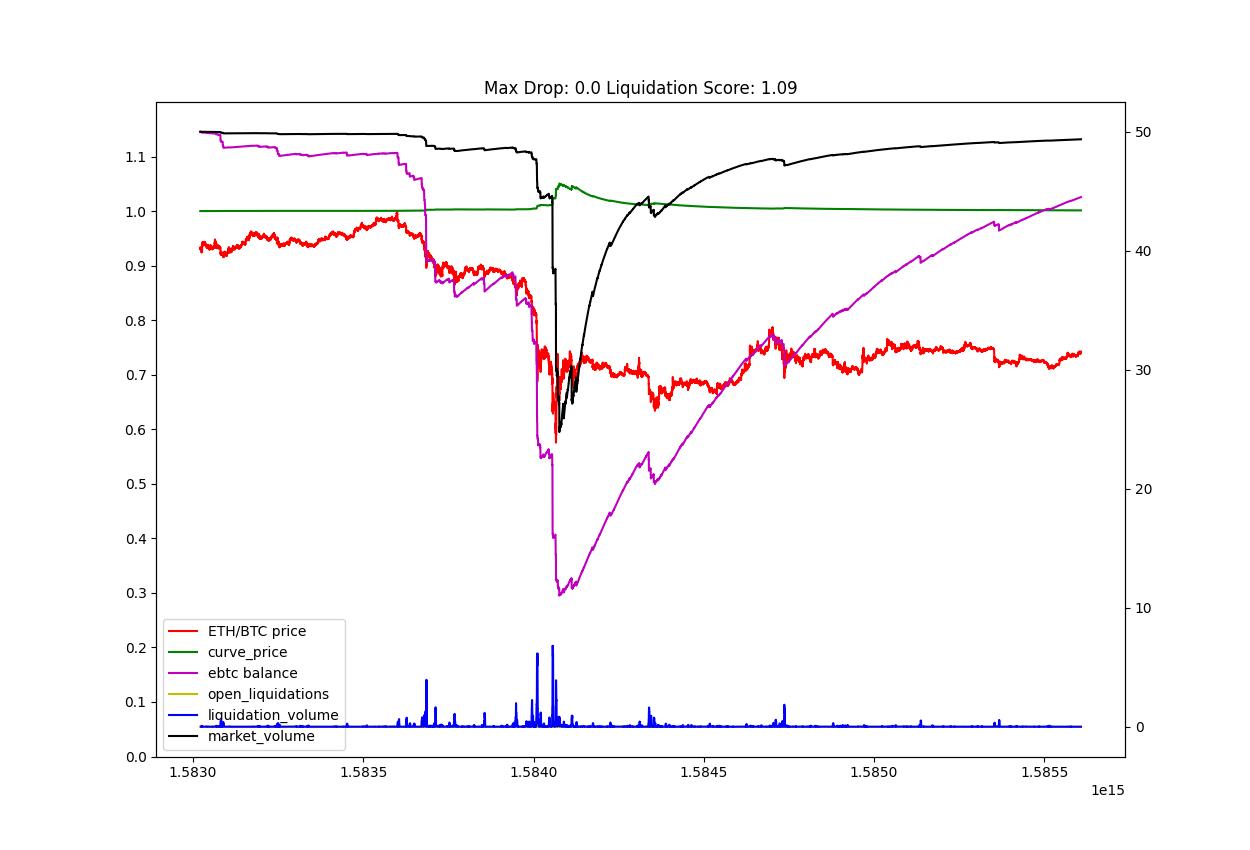 Max Drop: 0.0 Liquidation Score: 1.09
1.1
1.0
0.9
0.8
0.7
0.6
0.5
0.4
0.3
0.2
0.1
0.0
50
40
30
20
10
0
ETH/BTC price
curve_price
ebtc balance
open_liquidations
liquidation_volume
market_volume
1.5830 1.5835 1.5840 1.5845 1.5850 1.5855
1e15